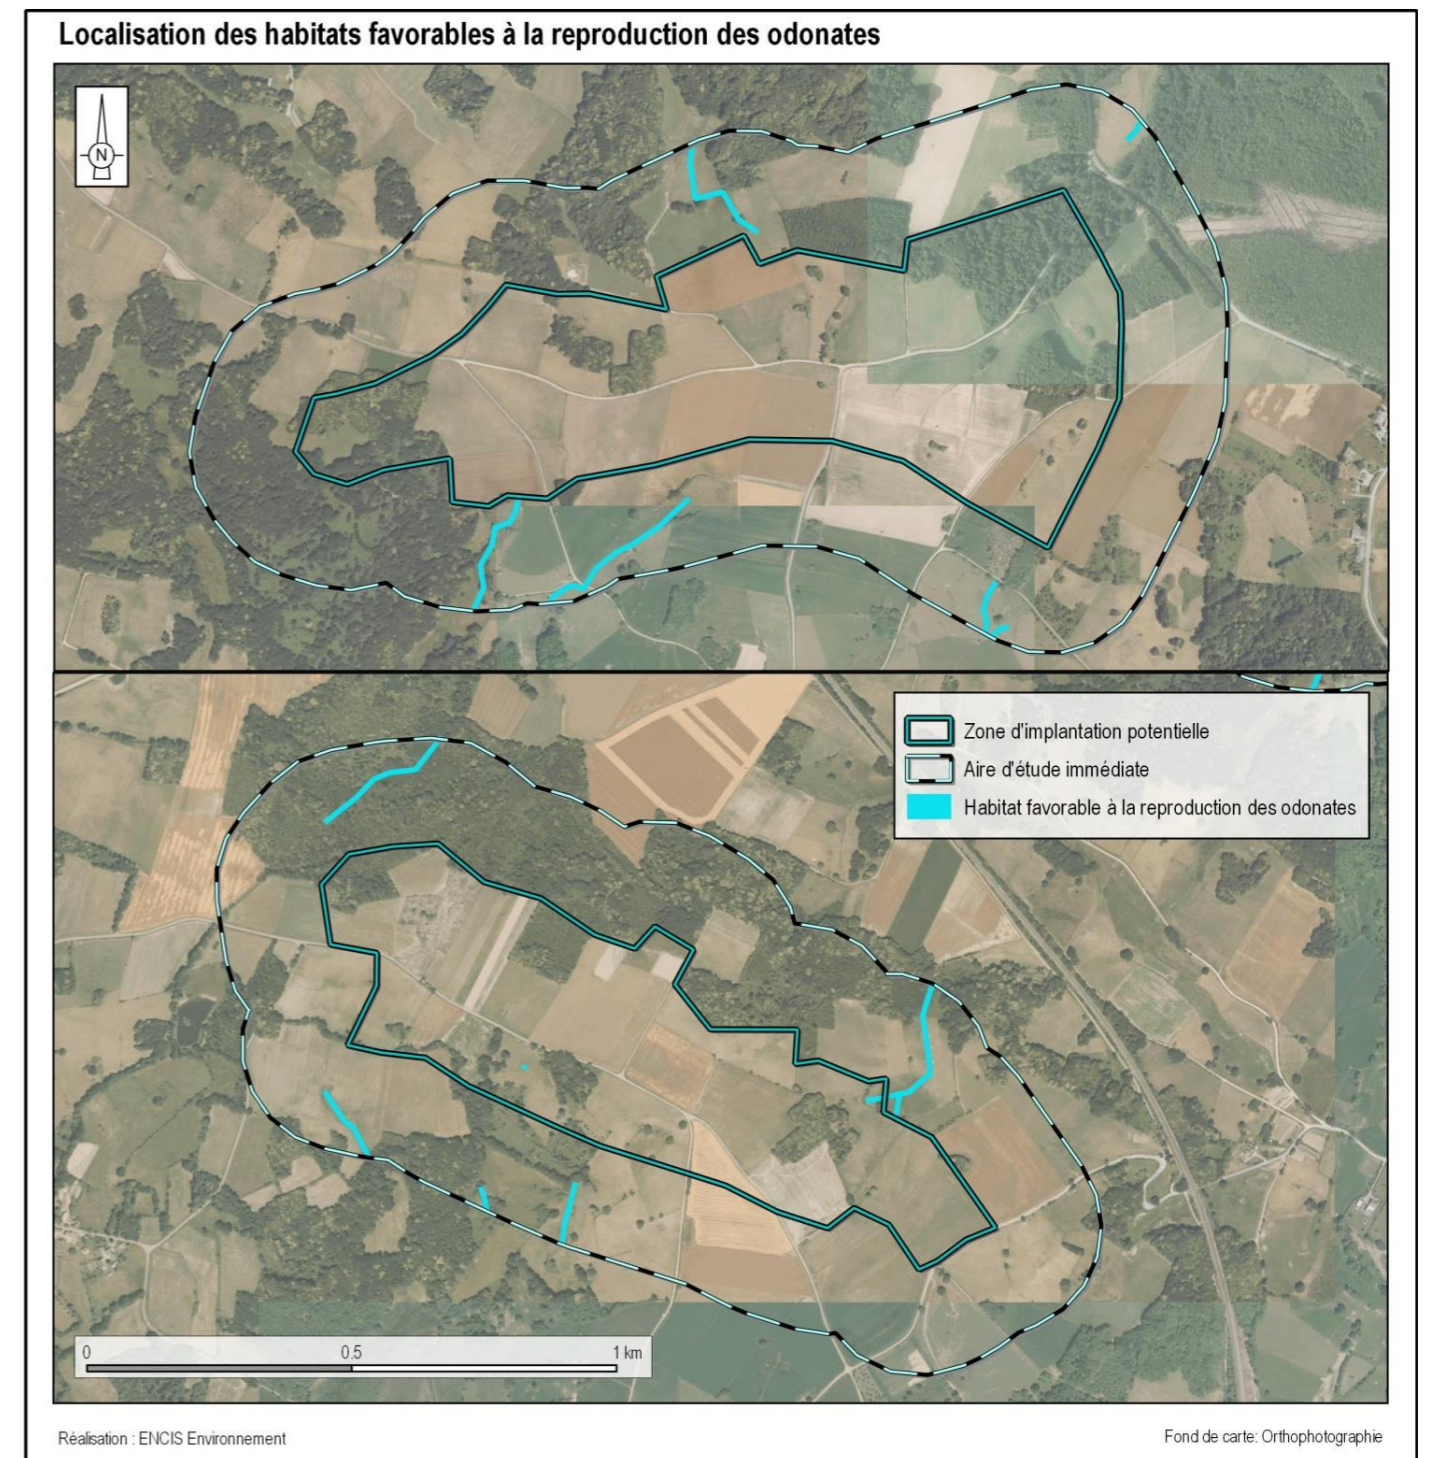 Localisation des habitats favorables à la reproduction des odonates
N
Zone d'implantation potentielle
Aire d'étude immédiate
Habitat favorable à la reproduction des odonates
0 0.5 1 km
Réalisation : ENCIS Environnement
Fond de carte: Orthophotographie